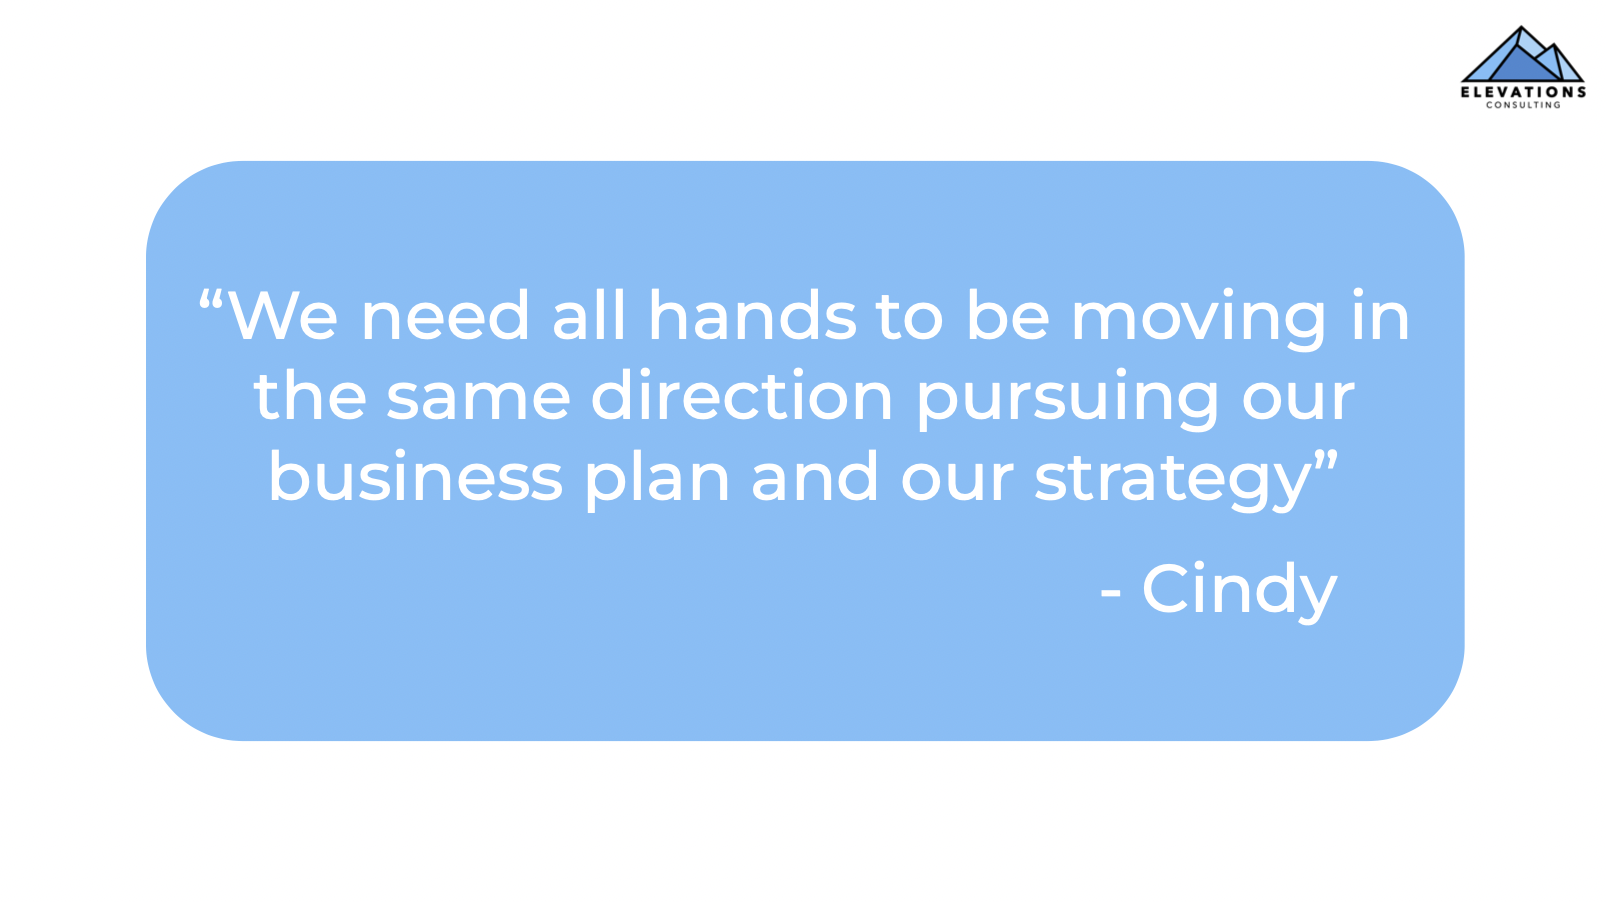 ELEVATIONS
CONSULTING
“We need all hands to be moving in
the same direction pursuing our
business plan and our strategy”
- Cindy